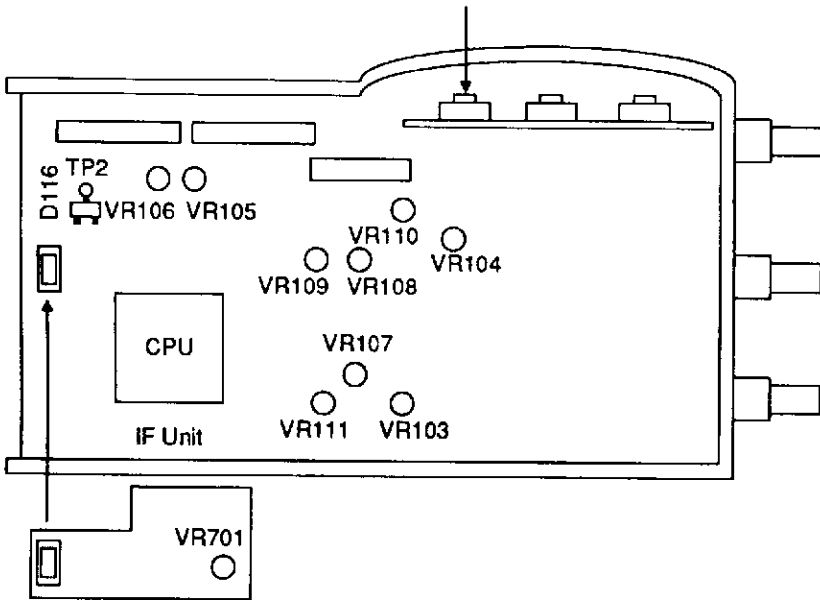 D116
TP2
VR106
VR105
VR110
VR104
VR109
VR108
CPU
VR107
VR111
VR103
IF Unit
VR701